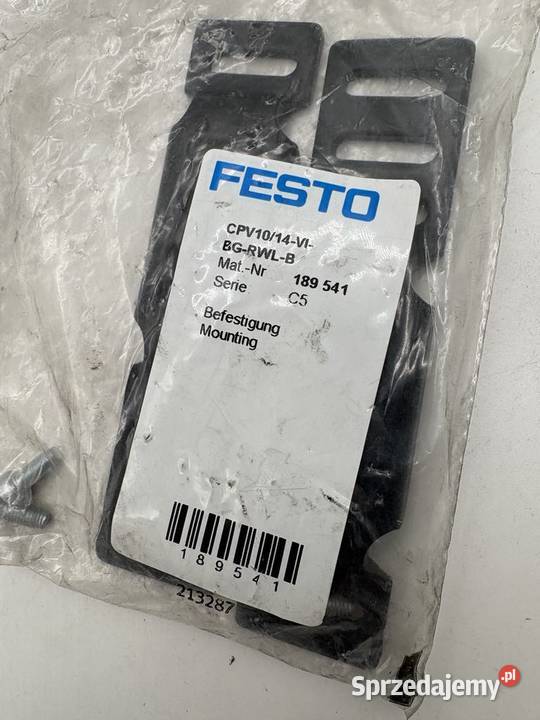 FESTO
CPV10/14-VI-
BG-RWL-B
Mat.-Nr 189 541
Serie C5
Befestigung
Mounting
189541
213287
Sprzedajemy.pl